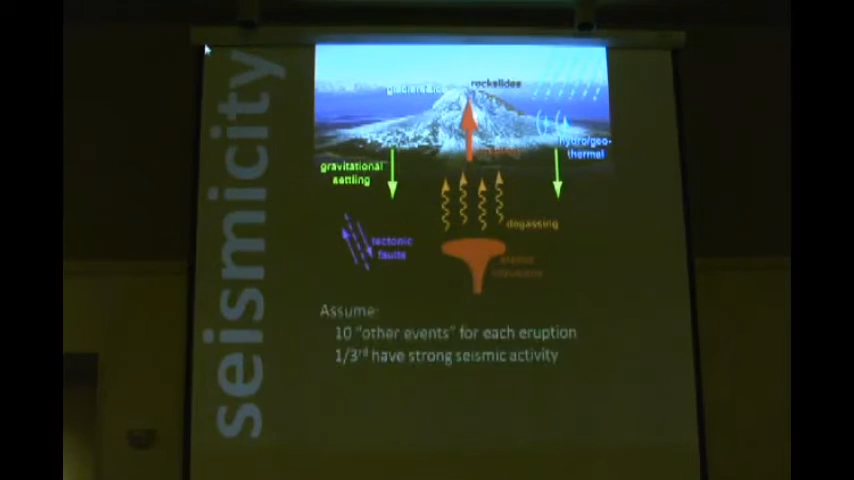 seismicity
rockslides
hydro/geo-
thermal
gravitational
settling
degassing
tectonic
faults
Assume:
10 "other events" for each eruption
1/3rd have strong seismic activity